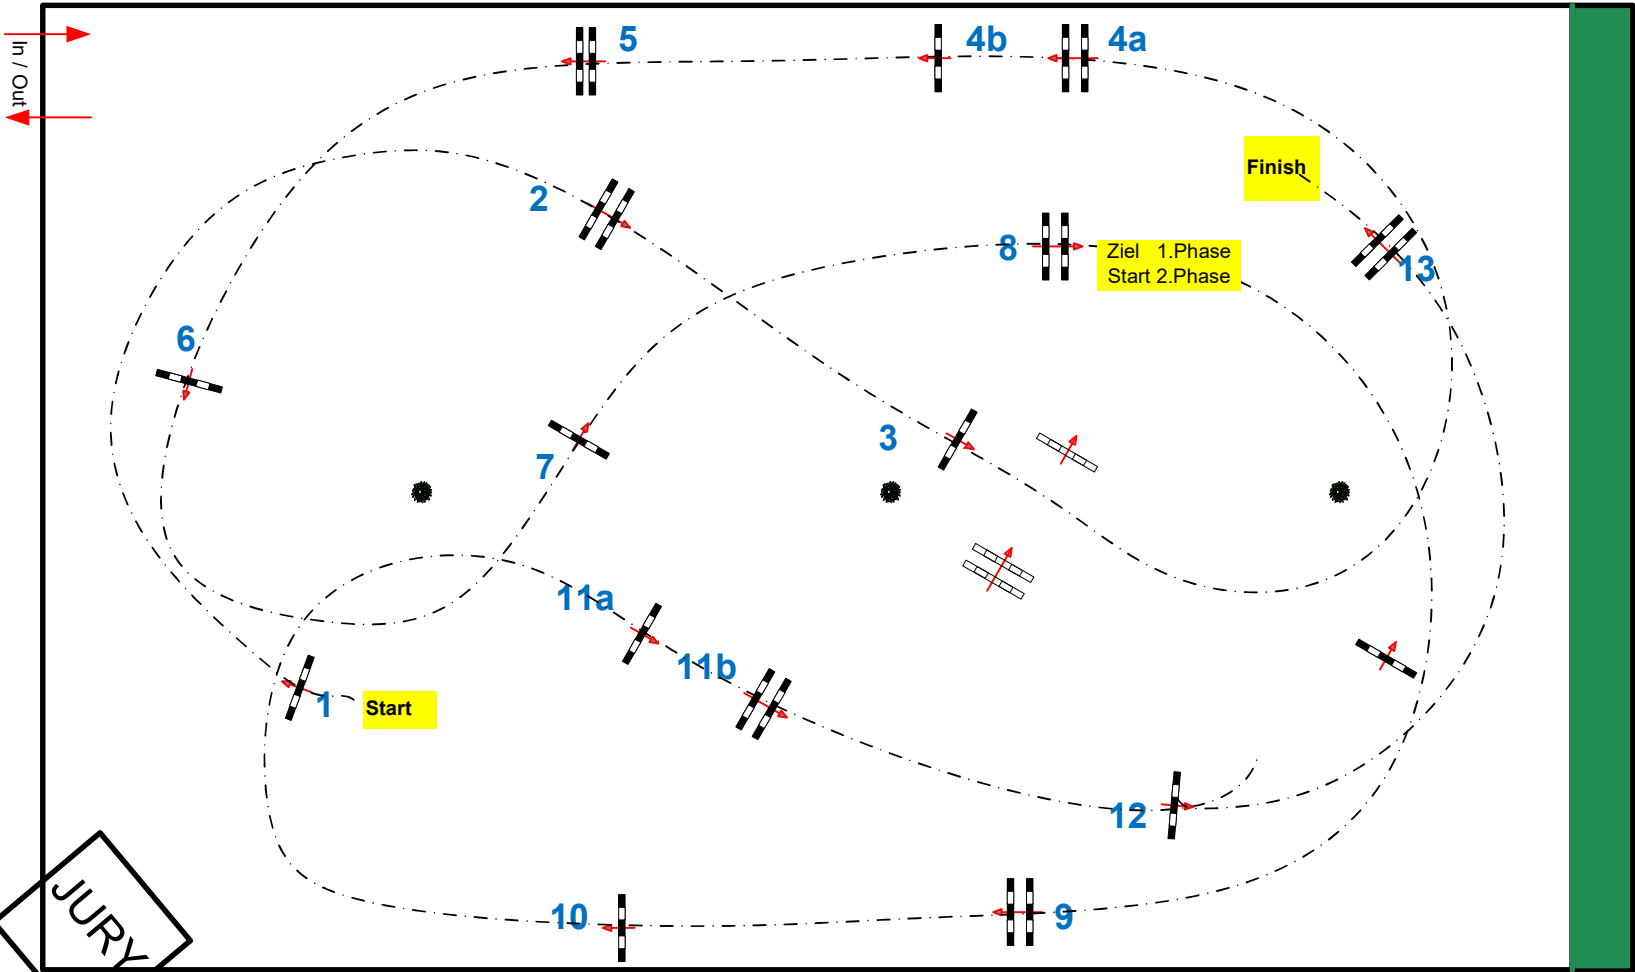 In / Out
5
4b
4a
Finish
2
8
Ziel 1.Phase
Start 2.Phase
13
6
3
7
11a
11b
1
Start
12
10
9
JURY